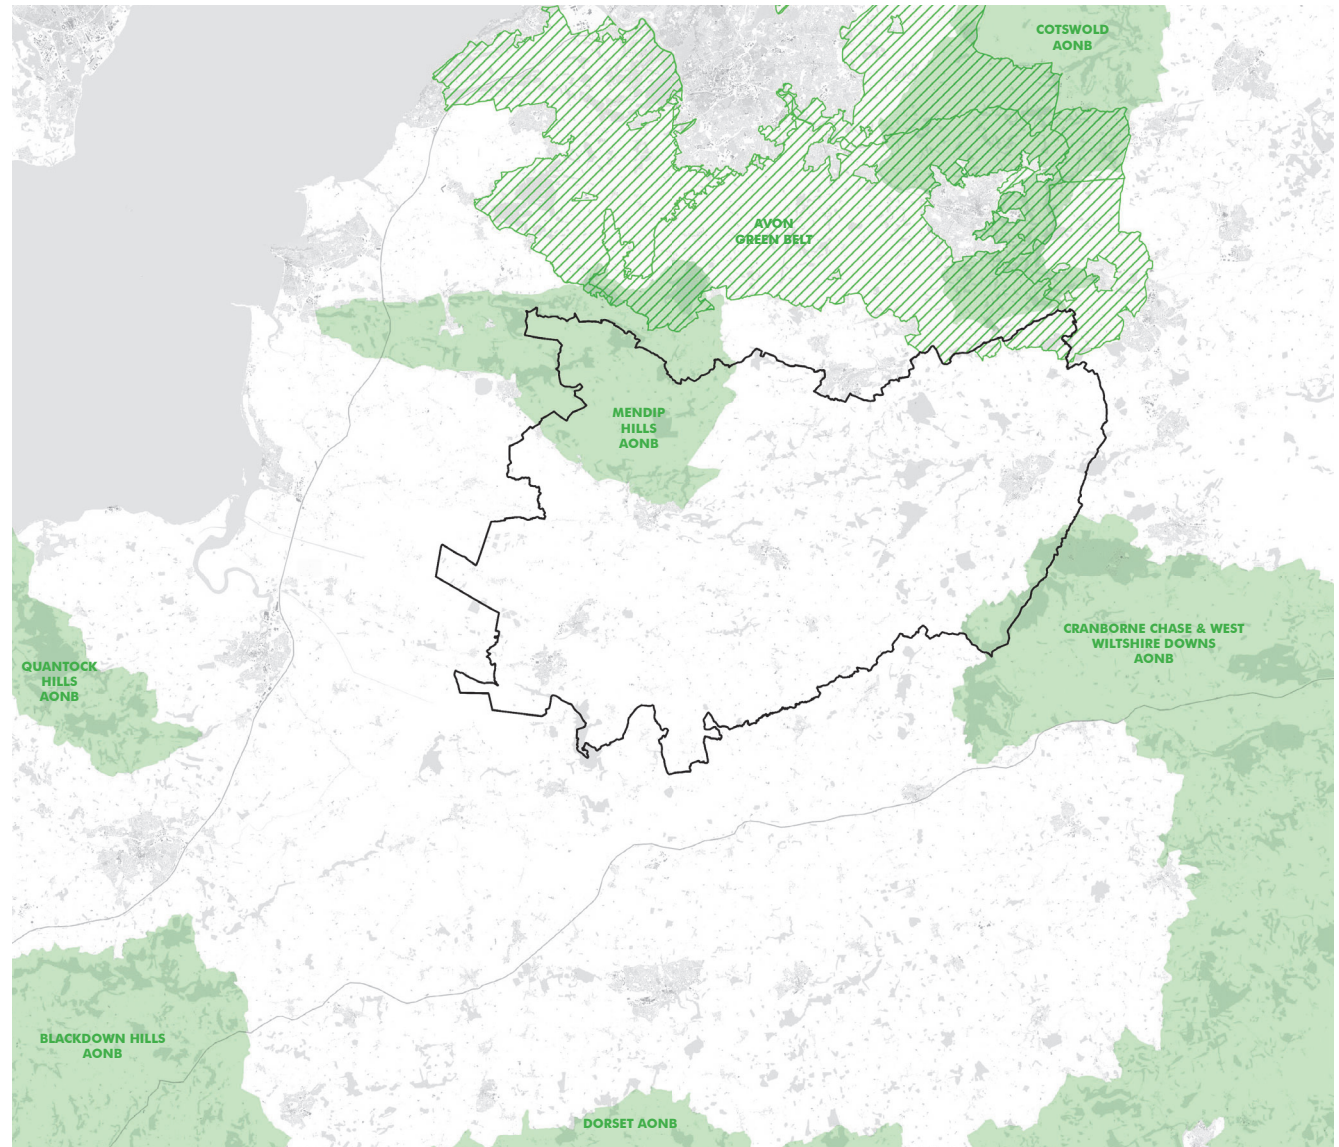 COTSWOLD
AONB
AVON
GREEN BELT
MENDIP
HILLS
AONB
CRANBORNE CHASE & WEST
WILTSHIRE DOWNS
AONB
QUANTOCK
HILLS
AONB
BLACKDOWN HILLS
AONB
DORSET AONB